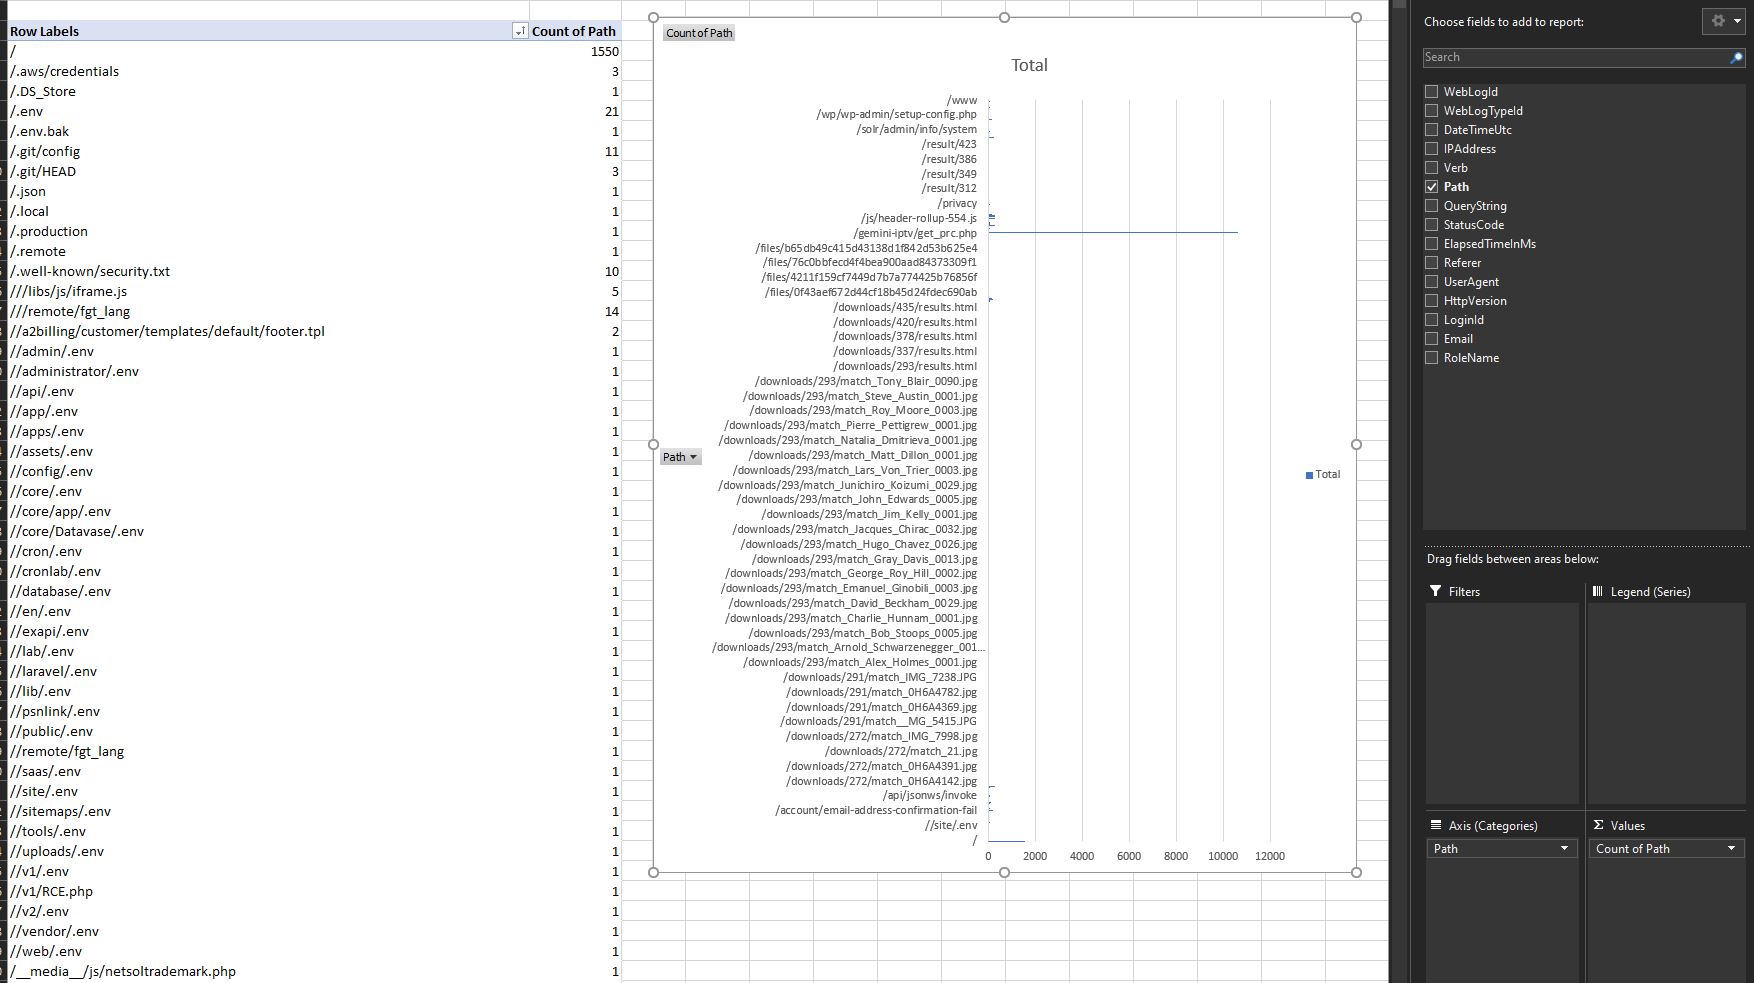 Row Labels Count of Path
/ 1550
/.aws/credentials 3
/.DS_Store 1
/.env 21
/.env.bak 1
/.git/config 11
/.git/HEAD 3
/.json 1
/.local 1
/.production 1
/.remote 1
/.well-known/security.txt 10
///libs/js/iframe.js 5
///remote/fgt_lang 14
//a2billing/customer/templates/default/footer.tpl 2
//admin/.env 1
//administrator/.env 1
//api/.env 1
//app/.env 1
//apps/.env 1
//assets/.env 1
//config/.env 1
//core/.env 1
//core/app/.env 1
//core/Datavase/.env 1
//cron/.env 1
//cronlab/.env 1
//database/.env 1
//en/.env 1
//exapi/.env 1
//lab/.env 1
//laravel/.env 1
//lib/.env 1
//psnlink/.env 1
//public/.env 1
//remote/fgt_lang 1
//saas/.env 1
//site/.env 1
//sitemaps/.env 1
//tools/.env 1
//uploads/.env 1
//v1/.env 1
//v1/RCE.php 1
//v2/.env 1
//vendor/.env 1
//web/.env 1
/__media__/js/netsoltrademark.php 1
Count of Path
Total
/www
/wp/wp-admin/setup-config.php
/solr/admin/info/system
/result/423
/result/386
/result/349
/result/312
/privacy
/js/header-rollup-554.js
/gemini-iptv/get_prc.php
/files/b65db49c415d43138d1f842d53b625e4
/files/76c0bbfecd4f4bea900aad84373309f1
/files/4211f159cf7449d7b7a774425b76856f
/files/0f43aef672d44cf18b45d24fdec690ab
/downloads/435/results.html
/downloads/420/results.html
/downloads/378/results.html
/downloads/337/results.html
/downloads/293/results.html
/downloads/293/match_Tony_Blair_0090.jpg
/downloads/293/match_Steve_Austin_0001.jpg
/downloads/293/match_Roy_Moore_0003.jpg
/downloads/293/match_Pierre_Pettigrew_0001.jpg
/downloads/293/match_Natalia_Dmitrieva_0001.jpg
/downloads/293/match_Matt_Dillon_0001.jpg
/downloads/293/match_Lars_Von_Trier_0003.jpg
/downloads/293/match_Junichiro_Koizumi_0029.jpg
/downloads/293/match_John_Edwards_0005.jpg
/downloads/293/match_Jim_Kelly_0001.jpg
/downloads/293/match_Jacques_Chirac_0032.jpg
/downloads/293/match_Hugo_Chavez_0026.jpg
/downloads/293/match_Gray_Davis_0013.jpg
/downloads/293/match_George_Roy_Hill_0002.jpg
/downloads/293/match_Emanuel_Ginobili_0003.jpg
/downloads/293/match_David_Beckham_0029.jpg
/downloads/293/match_Charlie_Hunnam_0001.jpg
/downloads/293/match_Bob_Stoops_0005.jpg
/downloads/293/match_Arnold_Schwarzenegger_001...
/downloads/293/match_Alex_Holmes_0001.jpg
/downloads/291/match_IMG_7238.JPG
/downloads/291/match_0H6A4782.jpg
/downloads/291/match_0H6A4369.jpg
/downloads/291/match__MG_5415.JPG
/downloads/272/match_IMG_7998.jpg
/downloads/272/match_21.jpg
/downloads/272/match_0H6A4391.jpg
/downloads/272/match_0H6A4142.jpg
/api/jsonws/invoke
/account/email-address-confirmation-fail
//site/.env
/
0 2000 4000 6000 8000 10000 12000
Path
Total
Choose fields to add to report:
Search
WebLogId
WebLogTypeId
DateTimeUtc
IPAddress
Verb
Path
QueryString
StatusCode
ElapsedTimeInMs
Referer
UserAgent
HttpVersion
LoginId
Email
RoleName
Drag fields between areas below:
Filters
Legend (Series)
Axis (Categories)
Path
Values
Count of Path